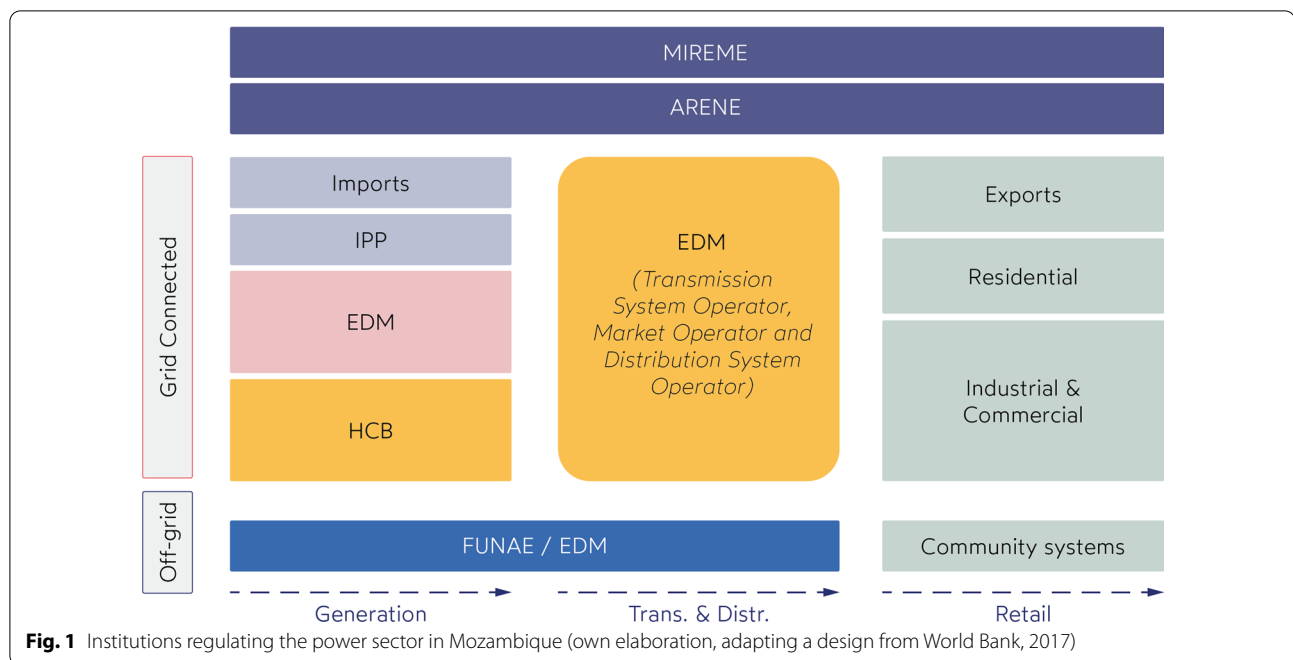 MIREME
ARENE
Grid Connected
Imports
IPP
EDM
HCB
EDM
(Transmission
System Operator,
Market Operator and
Distribution System
Operator)
Exports
Residential
Industrial &
Commercial
Off-grid
FUNAE / EDM
Community systems
Generation
Trans. & Distr.
Retail
Fig. 1 Institutions regulating the power sector in Mozambique (own elaboration, adapting a design from World Bank, 2017)